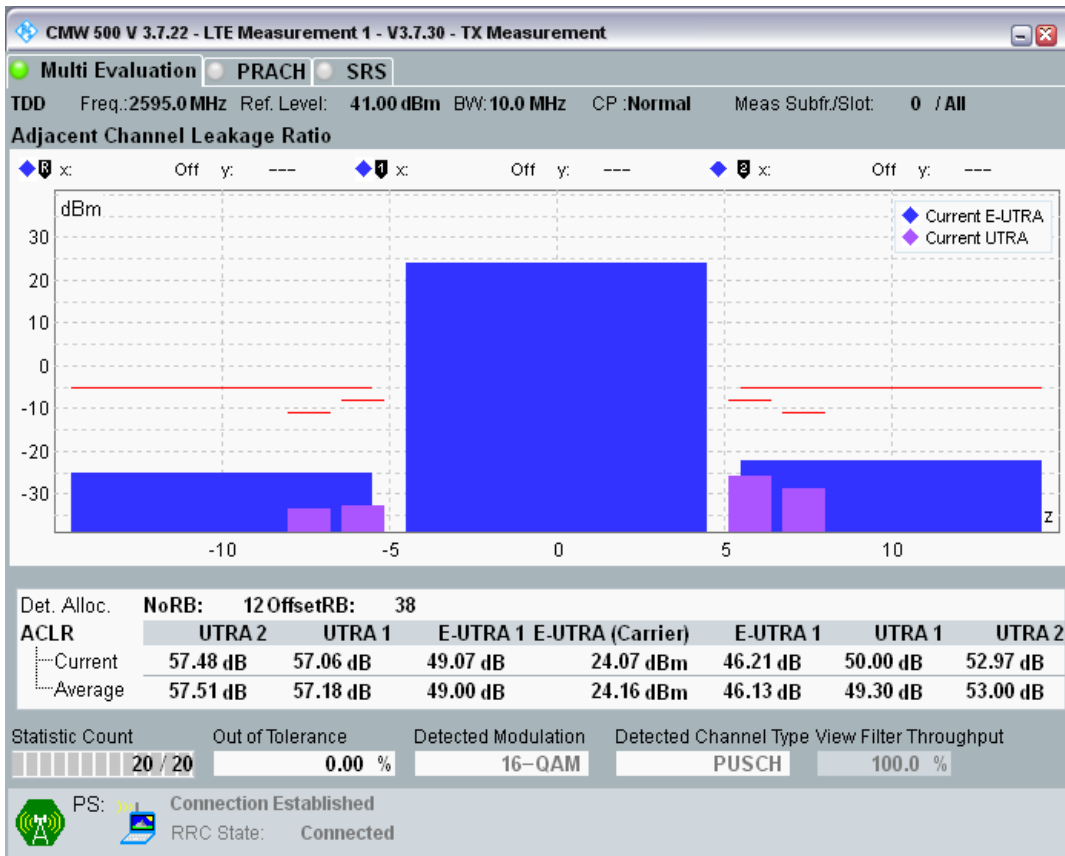 CMW 500 V 3.7.22 - LTE Measurement 1 - V3.7.30 - TX Measurement
Multi Evaluation PRACH SRS
TDD Freq.:2595.0 MHz Ref. Level: 41.00 dBm BW:10.0 MHz CP :Normal Meas Subfr./Slot: 0 / All
Adjacent Channel Leakage Ratio
R x: Off y: --- 1 x: Off y: --- 2 x: Off y: ---
dBm
Current E-UTRA
Current UTRA
30
20
10
0
-10
-20
-30
z
-10 -5 0 5 10
Det. Alloc. NoRB: 12 OffsetRB: 38
ACLR UTRA 2 UTRA 1 E-UTRA 1 E-UTRA (Carrier) E-UTRA 1 UTRA 1 UTRA 2
Current 57.48 dB 57.06 dB 49.07 dB 24.07 dBm 46.21 dB 50.00 dB 52.97 dB
Average 57.51 dB 57.18 dB 49.00 dB 24.16 dBm 46.13 dB 49.30 dB 53.00 dB
Statistic Count Out of Tolerance Detected Modulation Detected Channel Type View Filter Throughput
20 / 20 0.00 % 16-QAM PUSCH 100.0 %
PS: Connection Established
RRC State: Connected